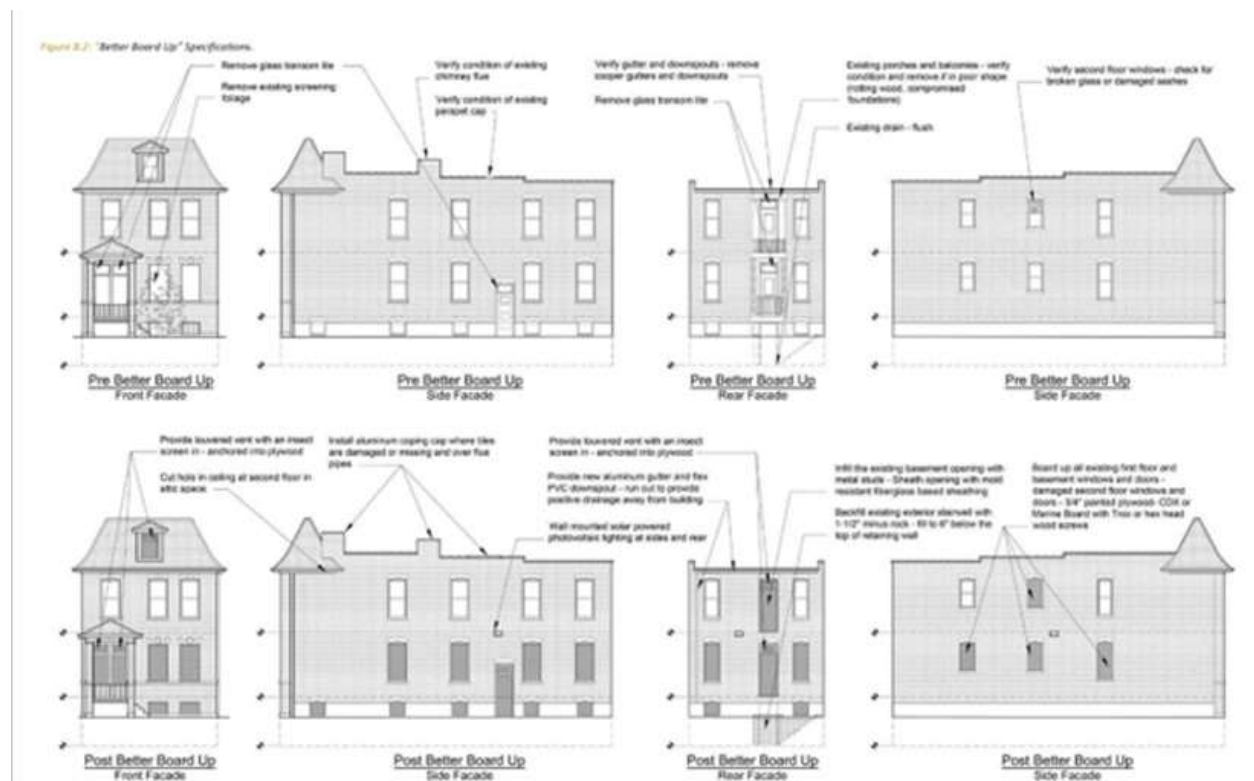 Figure 8.2: "Better Board Up" Specifications.
Remove glass transom lite
Remove existing screening
foliage
Verify condition of existing
chimney flue
Verify condition of existing
parapet cap
Verify gutter and downspouts - remove
copper gutters and downspouts
Remove glass transom lite
Existing porches and balconies - verify
condition and remove if in poor shape
(rotting wood, compromised
foundations)
Existing drain - flush
Verify second floor windows - check for
broken glass or damaged sashes
Pre Better Board Up
Front Facade
Pre Better Board Up
Side Facade
Pre Better Board Up
Rear Facade
Pre Better Board Up
Side Facade
Provide louvered vent with an insect
screen in - anchored into plywood
Cut hole in ceiling at second floor in
attic space
Install aluminum coping cap where tiles
are damaged or missing and over flue
pipes
Provide louvered vent with an insect
screen in - anchored into plywood
Provide new aluminum gutter and flex
PVC downspout - run out to provide
positive drainage away from building
Wall mounted solar powered
photovoltaic lighting at sides and rear
Infill the existing basement opening with
metal studs - Sheath opening with mold
resistant fiberglass based sheathing
Backfill existing exterior stairwell with
1-1/2" minus rock - fill to 6" below the
top of retaining wall
Board up all existing first floor and
basement windows and doors -
damaged second floor windows and
doors - 3/4" painted plywood- CDX or
Marine Board with Trox or hex head
wood screws
Post Better Board Up
Front Facade
Post Better Board Up
Side Facade
Post Better Board Up
Rear Facade
Post Better Board Up
Side Facade